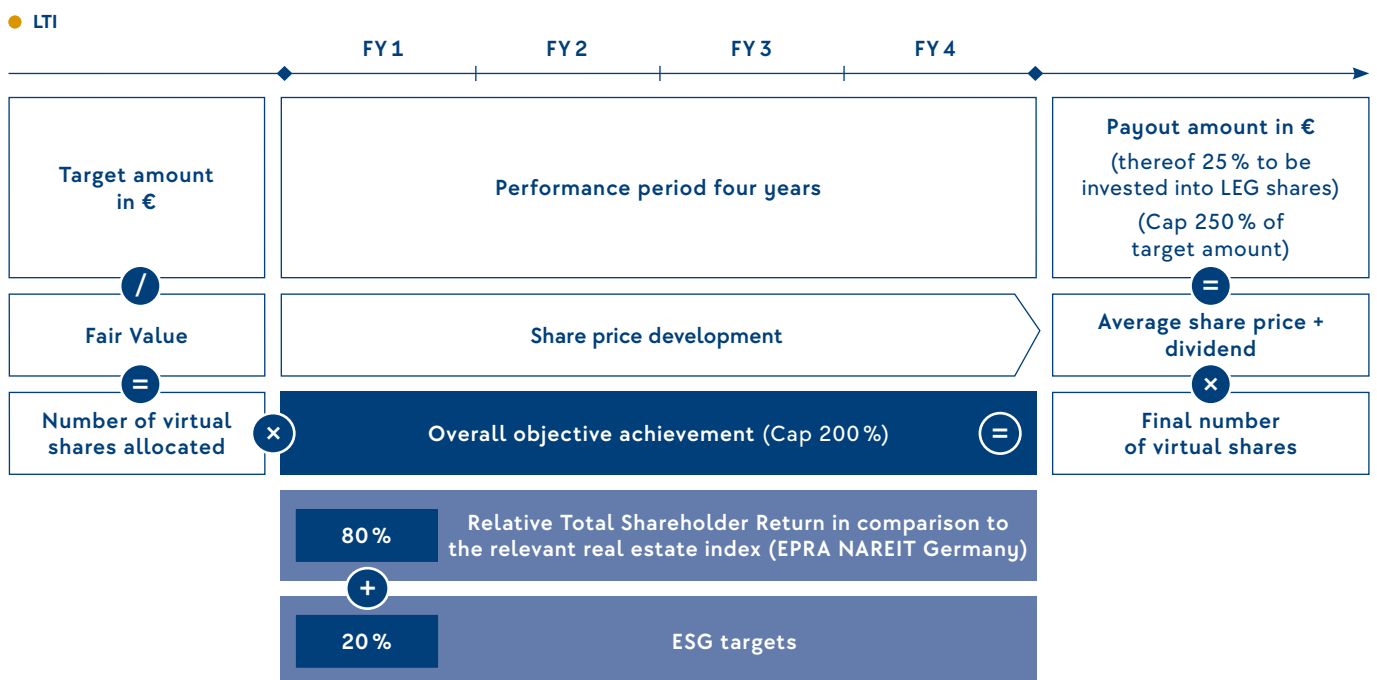 LTI
FY 1
FY 2
FY 3
FY 4
Target amount
in €
/
Fair Value
=
Number of virtual
shares allocated
×
Performance period four years
Share price development
Overall objective achievement (Cap 200 %)
=
80 %
Relative Total Shareholder Return in comparison to
the relevant real estate index (EPRA NAREIT Germany)
+
20 %
ESG targets
Payout amount in €
(thereof 25 % to be
invested into LEG shares)
(Cap 250 % of
target amount)
=
Average share price +
dividend
×
Final number
of virtual shares